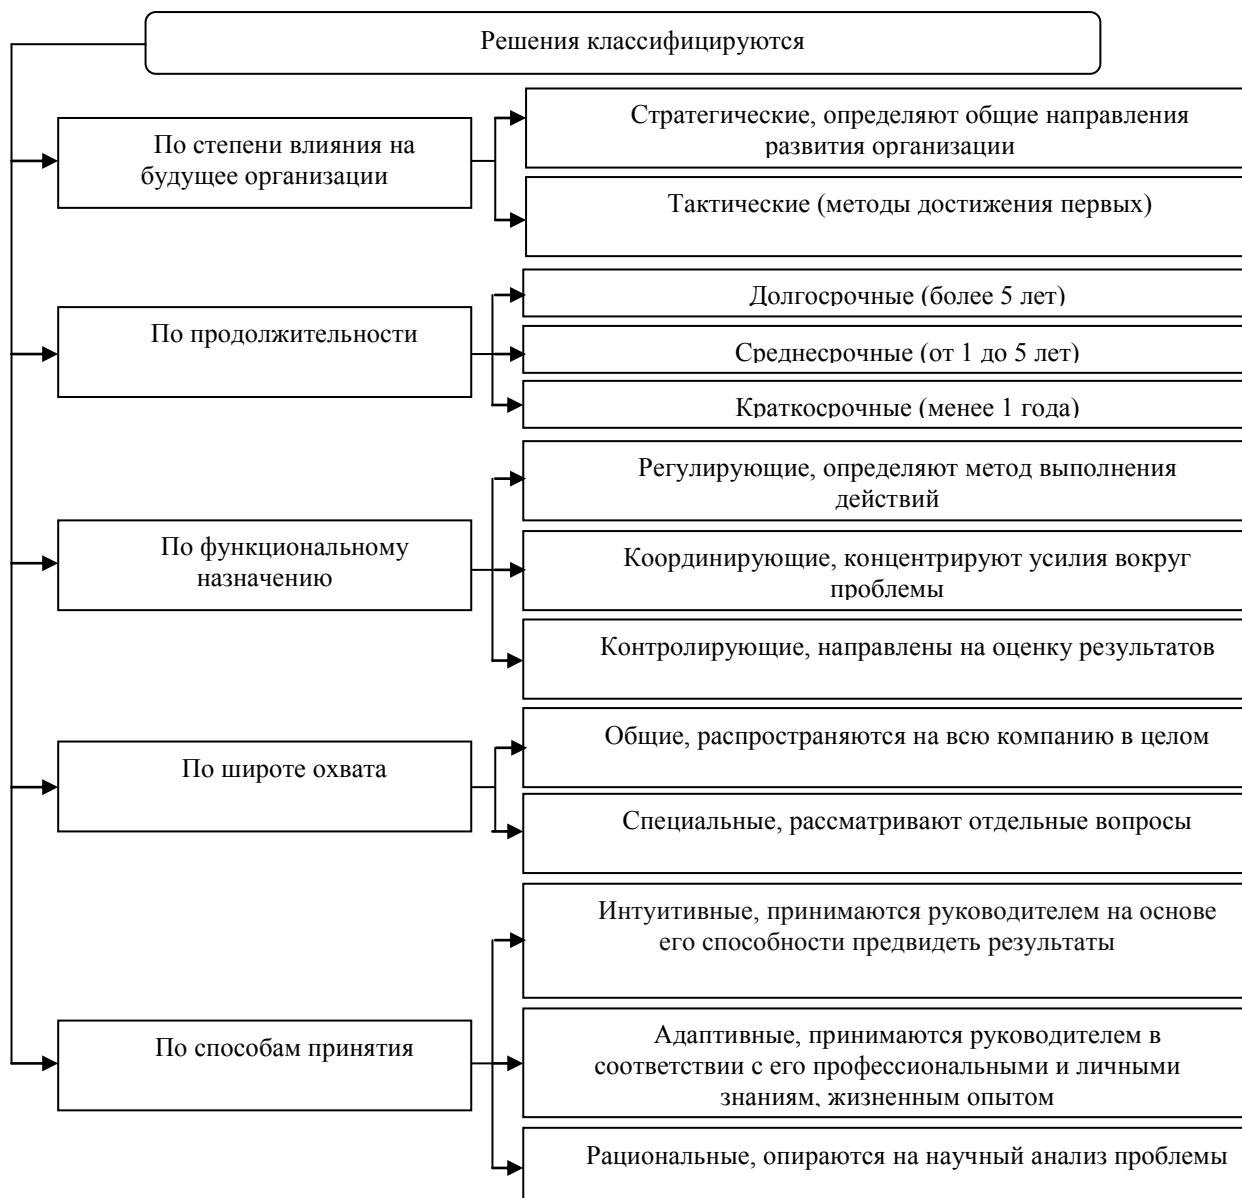 Решения классифицируются
По степени влияния на
будущее организации
Стратегические, определяют общие направления
развития организации
Тактические (методы достижения первых)
По продолжительности
Долгосрочные (более 5 лет)
Среднесрочные (от 1 до 5 лет)
Краткосрочные (менее 1 года)
По функциональному
назначению
Регулирующие, определяют метод выполнения
действий
Координирующие, концентрируют усилия вокруг
проблемы
Контролирующие, направлены на оценку результатов
По широте охвата
Общие, распространяются на всю компанию в целом
Специальные, рассматривают отдельные вопросы
По способам принятия
Интуитивные, принимаются руководителем на основе
его способности предвидеть результаты
Адаптивные, принимаются руководителем в
соответствии с его профессиональными и личными
знаниям, жизненным опытом
Рациональные, опираются на научный анализ проблемы